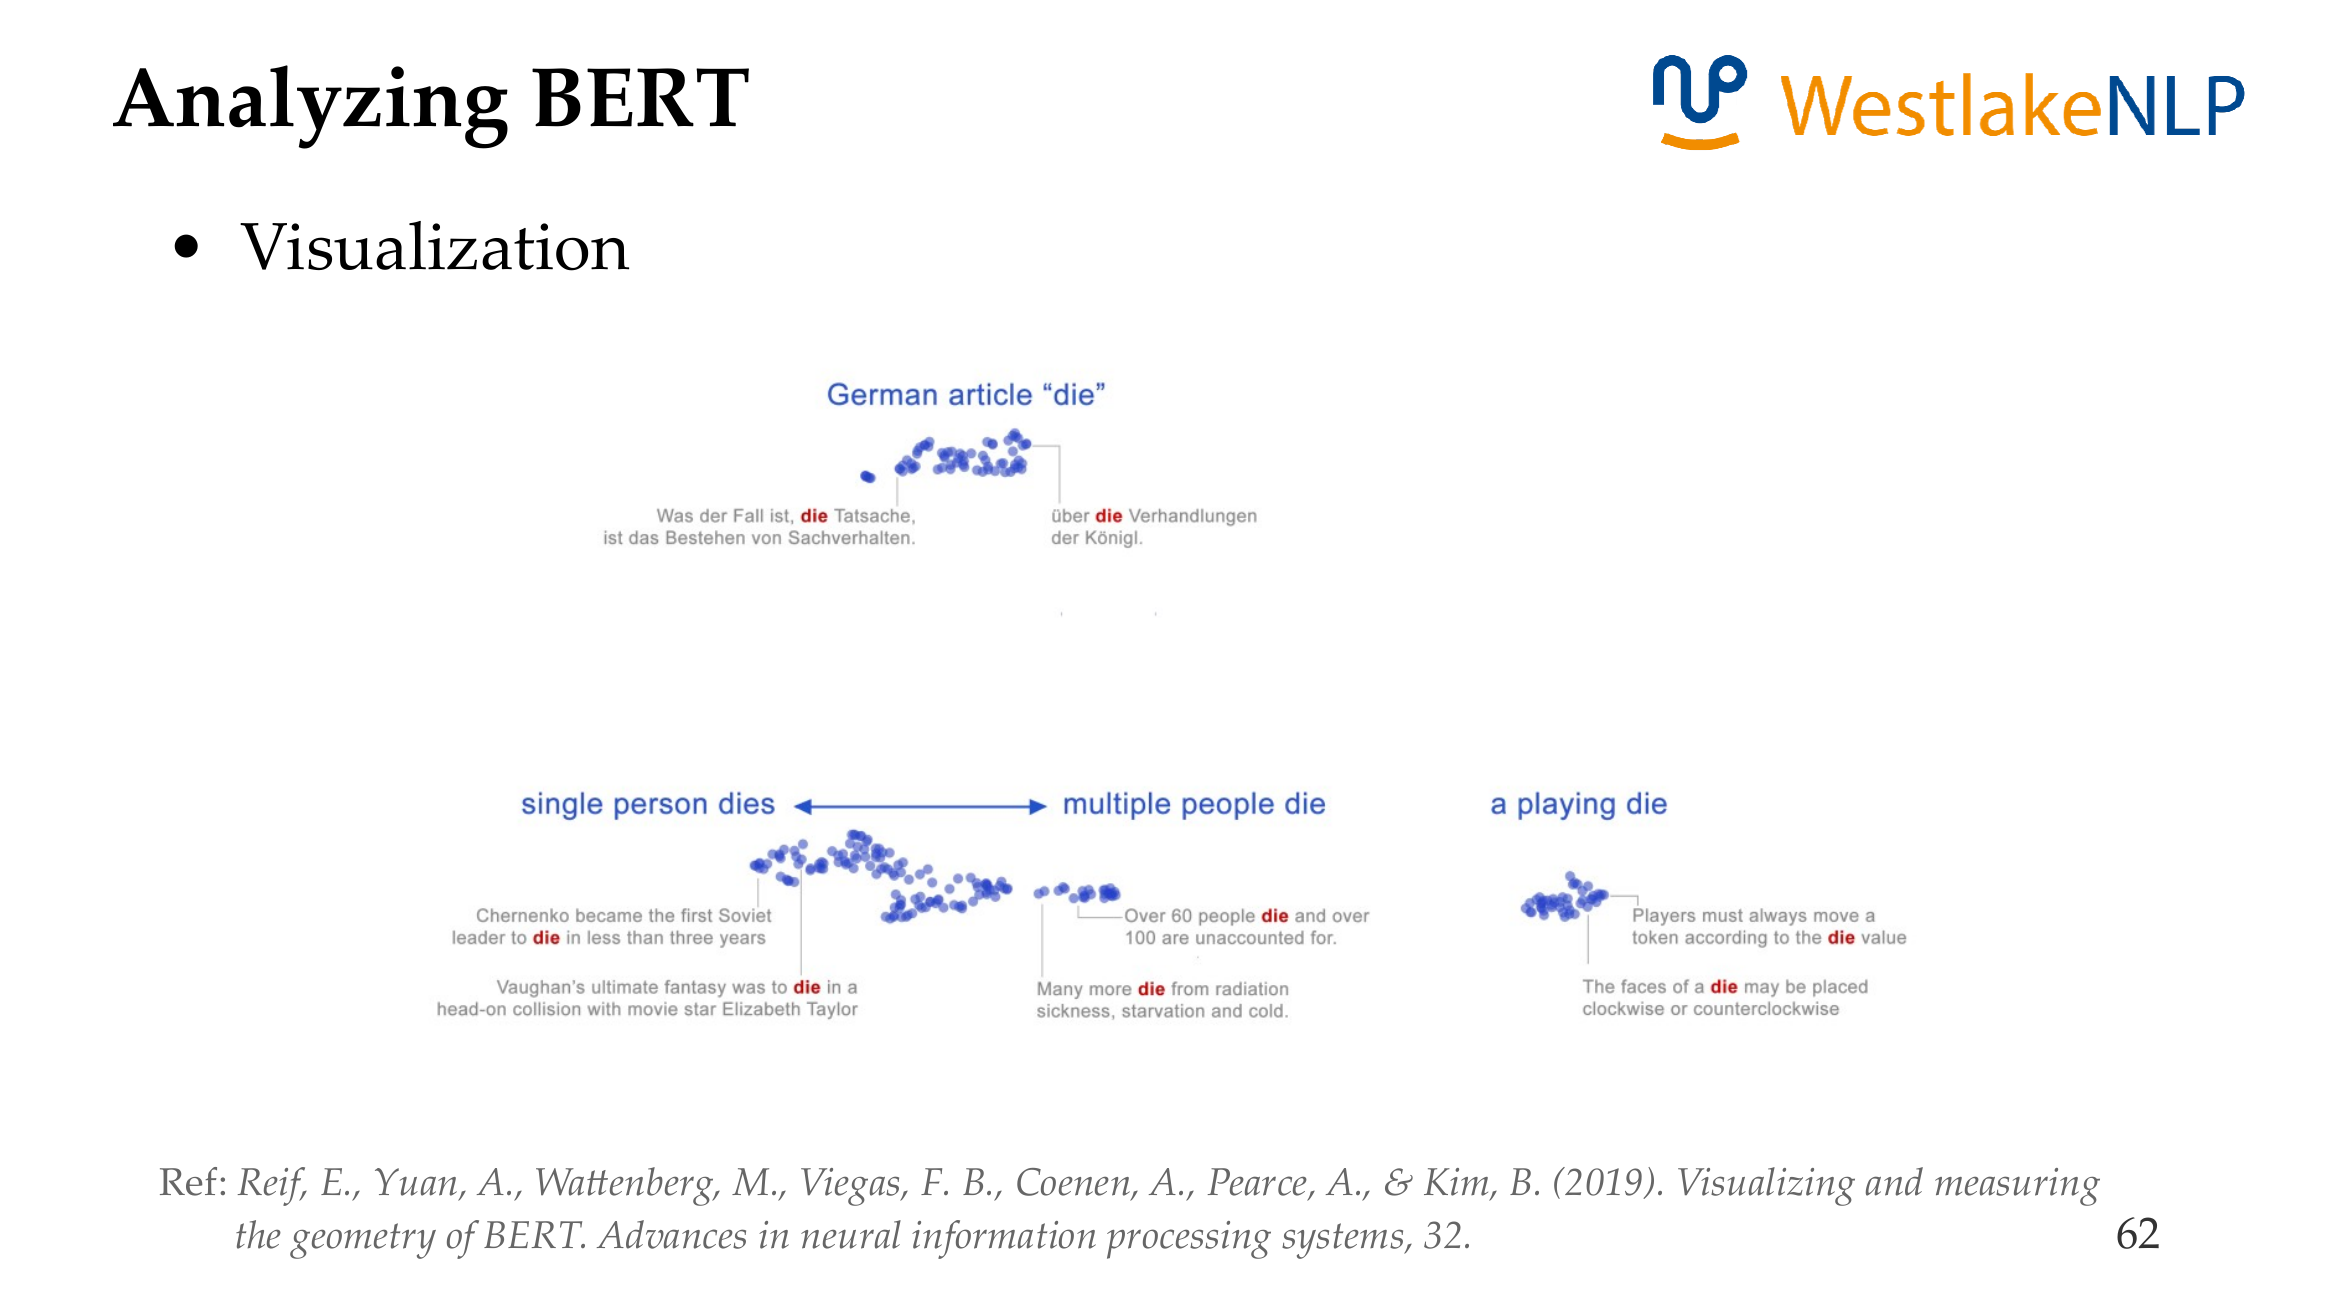 Analyzing BERT
WestlakeNLP
• Visualization
German article “die”
Was der Fall ist, die Tatsache,
ist das Bestehen von Sachverhalten.
über die Verhandlungen
der Königl.
single person dies
multiple people die
a playing die
Chernenko became the first Soviet
leader to die in less than three years
Vaughan's ultimate fantasy was to die in a
head-on collision with movie star Elizabeth Taylor
Over 60 people die and over
100 are unaccounted for.
Many more die from radiation
sickness, starvation and cold.
Players must always move a
token according to the die value
The faces of a die may be placed
clockwise or counterclockwise
Ref: Reif, E., Yuan, A., Wattenberg, M., Viegas, F. B., Coenen, A., Pearce, A., & Kim, B. (2019). Visualizing and measuring
the geometry of BERT. Advances in neural information processing systems, 32.
62